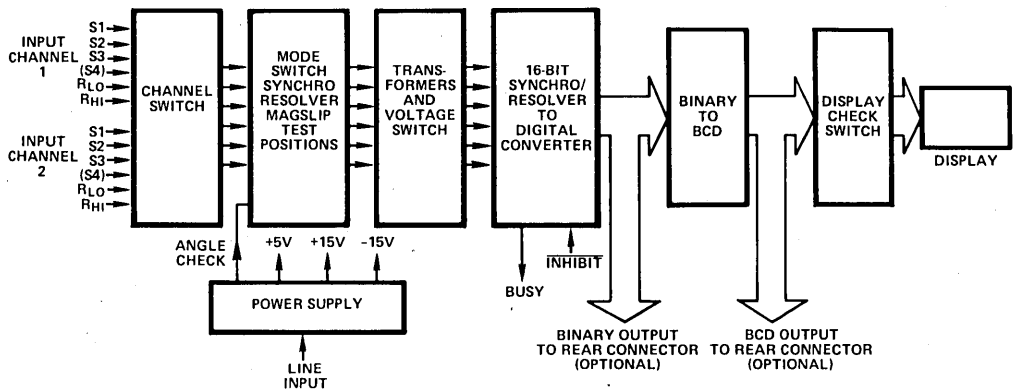 INPUT
CHANNEL
1
S1
S2
S3
(S4)
RLO
RHI
INPUT
CHANNEL
2
S1
S2
S3
(S4)
RLO
RHI
CHANNEL
SWITCH
MODE
SWITCH
SYNCHRO
RESOLVER
MAGSLIP
TEST
POSITIONS
TRANS-
FORMERS
AND
VOLTAGE
SWITCH
16-BIT
SYNCHRO/
RESOLVER
TO
DIGITAL
CONVERTER
BINARY
TO
BCD
DISPLAY
CHECK
SWITCH
DISPLAY
ANGLE
CHECK
+5V
+15V
-15V
POWER SUPPLY
LINE
INPUT
BUSY
INHIBIT
BINARY OUTPUT
TO REAR CONNECTOR
(OPTIONAL)
BCD OUTPUT
TO REAR CONNECTOR
(OPTIONAL)